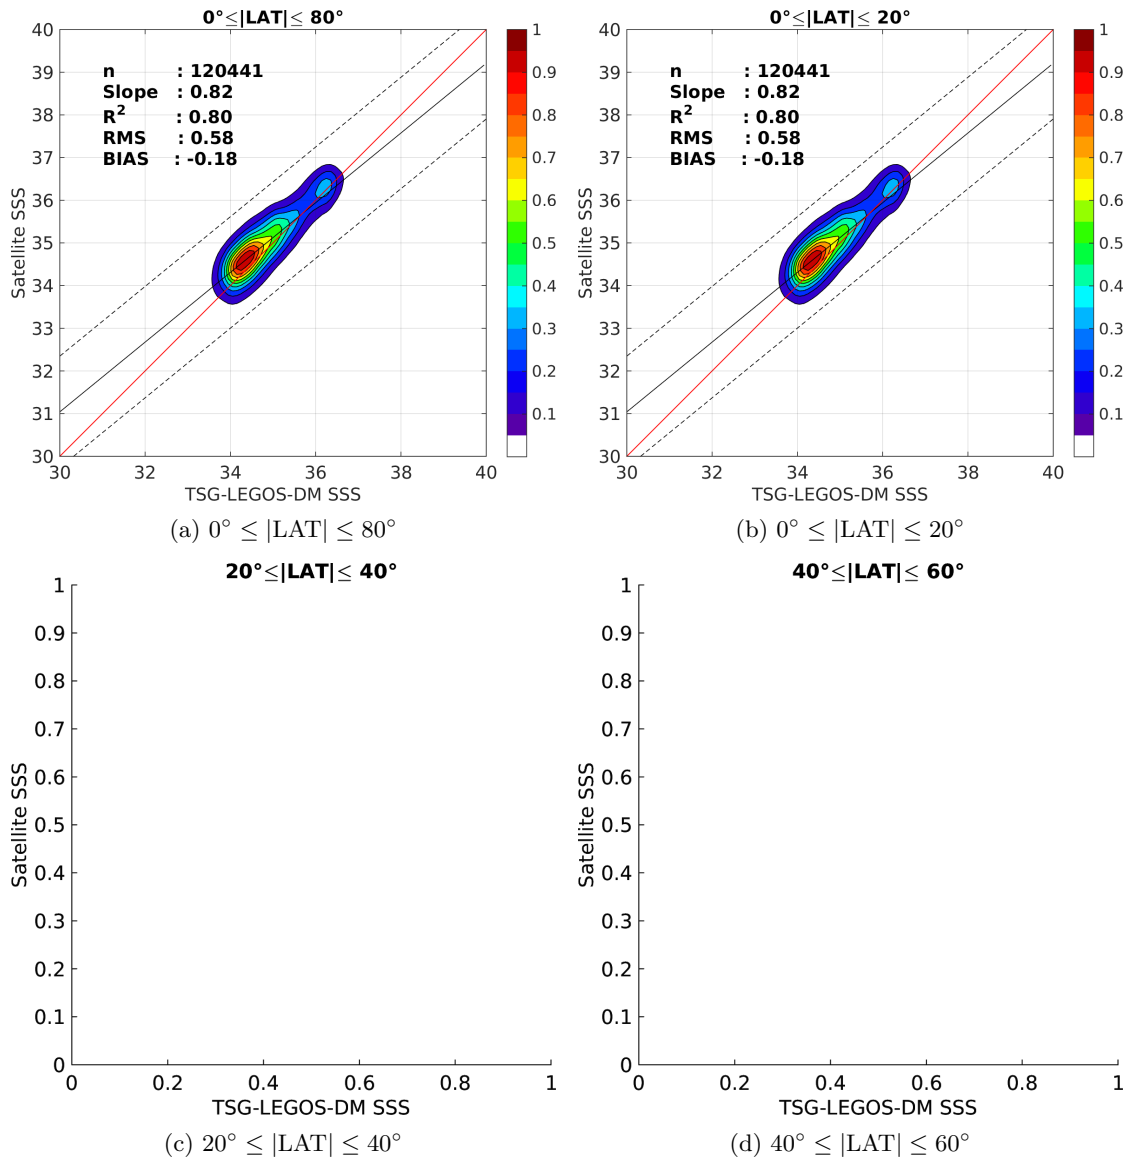 0°≤|LAT|≤ 80°
40
39
38
37
36
35
34
33
32
31
30
Satellite SSS
n : 120441
Slope : 0.82
R² : 0.80
RMS : 0.58
BIAS : -0.18
30 32 34 36 38 40
TSG-LEGOS-DM SSS
1
0.9
0.8
0.7
0.6
0.5
0.4
0.3
0.2
0.1
(a) 0° ≤ |LAT| ≤ 80°
0°≤|LAT|≤ 20°
40
39
38
37
36
35
34
33
32
31
30
Satellite SSS
n : 120441
Slope : 0.82
R² : 0.80
RMS : 0.58
BIAS : -0.18
30 32 34 36 38 40
TSG-LEGOS-DM SSS
1
0.9
0.8
0.7
0.6
0.5
0.4
0.3
0.2
0.1
(b) 0° ≤ |LAT| ≤ 20°
20°≤|LAT|≤ 40°
1
0.9
0.8
0.7
0.6
0.5
0.4
0.3
0.2
0.1
0
Satellite SSS
0 0.2 0.4 0.6 0.8 1
TSG-LEGOS-DM SSS
(c) 20° ≤ |LAT| ≤ 40°
40°≤|LAT|≤ 60°
1
0.9
0.8
0.7
0.6
0.5
0.4
0.3
0.2
0.1
0
Satellite SSS
0 0.2 0.4 0.6 0.8 1
TSG-LEGOS-DM SSS
(d) 40° ≤ |LAT| ≤ 60°